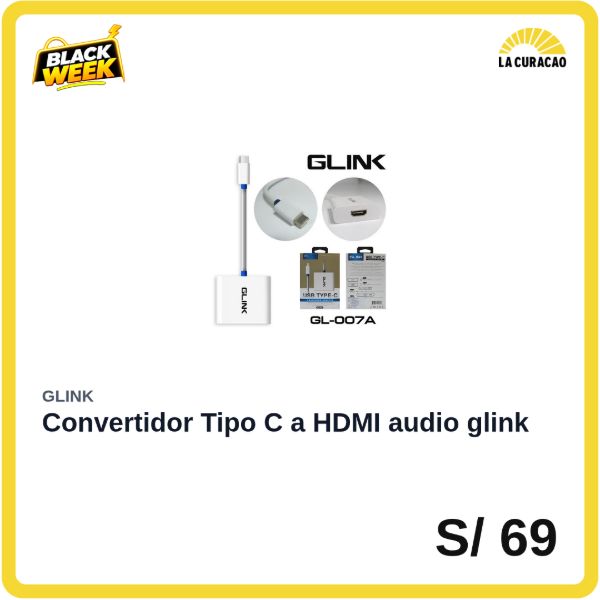 BLACK
WEEK
LA CURACAO
GLINK
GLINK
USB TYPE-C
GL-007A
GLINK
Convertidor Tipo C a HDMI audio glink
S/ 69